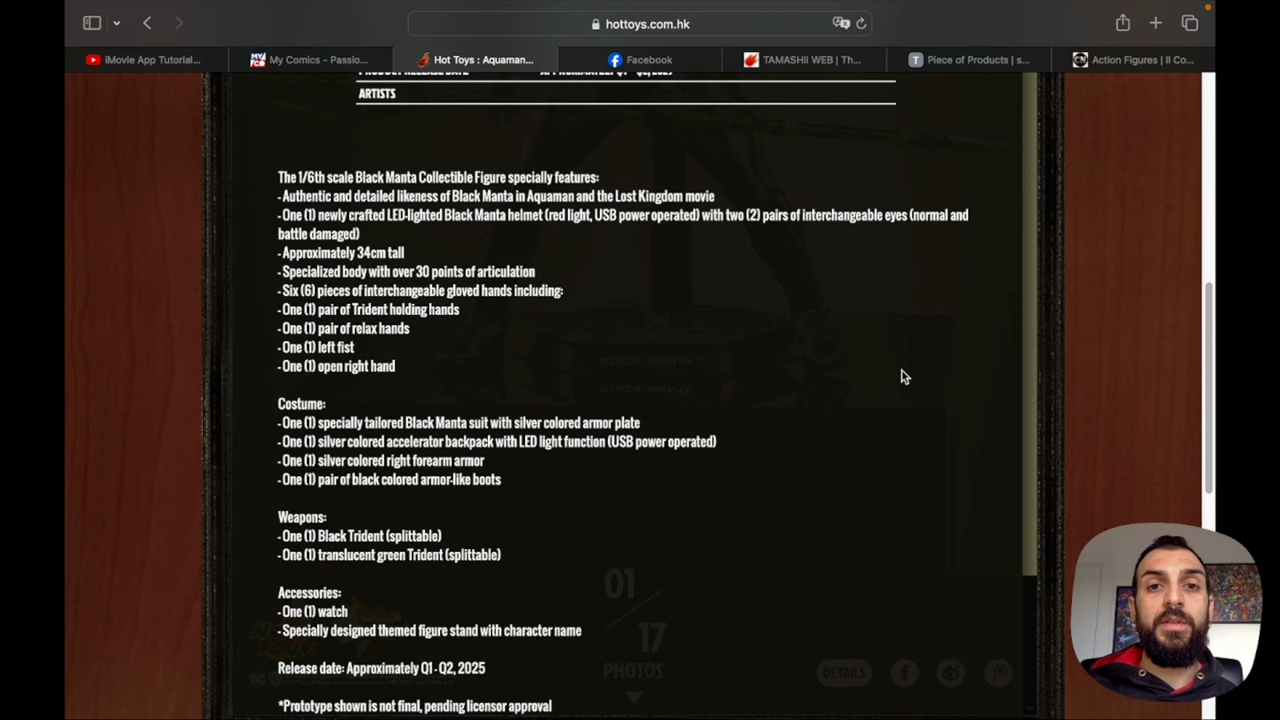 hottoys.com.hk
iMovie App Tutorial...
My Comics - Passio...
Hot Toys : Aquaman...
Facebook
TAMASHII WEB | Th...
Piece of Products | s...
Action Figures | Il Co...
PRODUCT RELEASE DATE APPROXIMATELY Q1 - Q2, 2025
ARTISTS
The 1/6th scale Black Manta Collectible Figure specially features:
- Authentic and detailed likeness of Black Manta in Aquaman and the Lost Kingdom movie
- One (1) newly crafted LED-lighted Black Manta helmet (red light, USB power operated) with two (2) pairs of interchangeable eyes (normal and
battle damaged)
- Approximately 34cm tall
- Specialized body with over 30 points of articulation
- Six (6) pieces of interchangeable gloved hands including:
- One (1) pair of Trident holding hands
- One (1) pair of relax hands
- One (1) left fist
- One (1) open right hand
BLACK MANTA
Costume:
- One (1) specially tailored Black Manta suit with silver colored armor plate
- One (1) silver colored accelerator backpack with LED light function (USB power operated)
- One (1) silver colored right forearm armor
- One (1) pair of black colored armor-like boots
Weapons:
- One (1) Black Trident (splittable)
- One (1) translucent green Trident (splittable)
Accessories:
- One (1) watch
- Specially designed themed figure stand with character name
Release date: Approximately Q1 - Q2, 2025
*Prototype shown is not final, pending licensor approval
01
17
PHOTOS
DETAILS